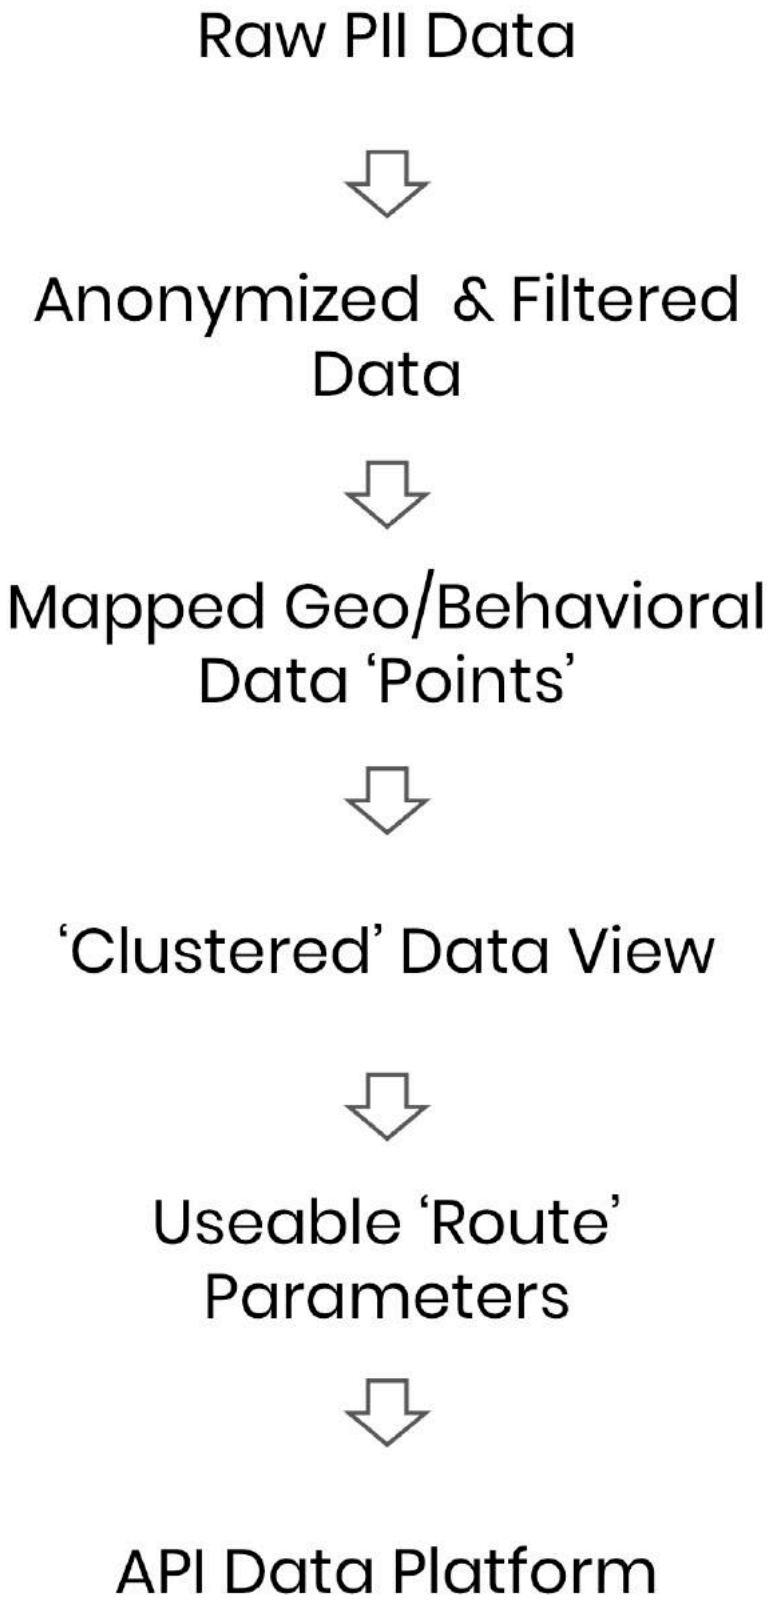 Raw PII Data
Anonymized & Filtered
Data
Mapped Geo/Behavioral
Data ‘Points’
‘Clustered’ Data View
Useable ‘Route’
Parameters
API Data Platform